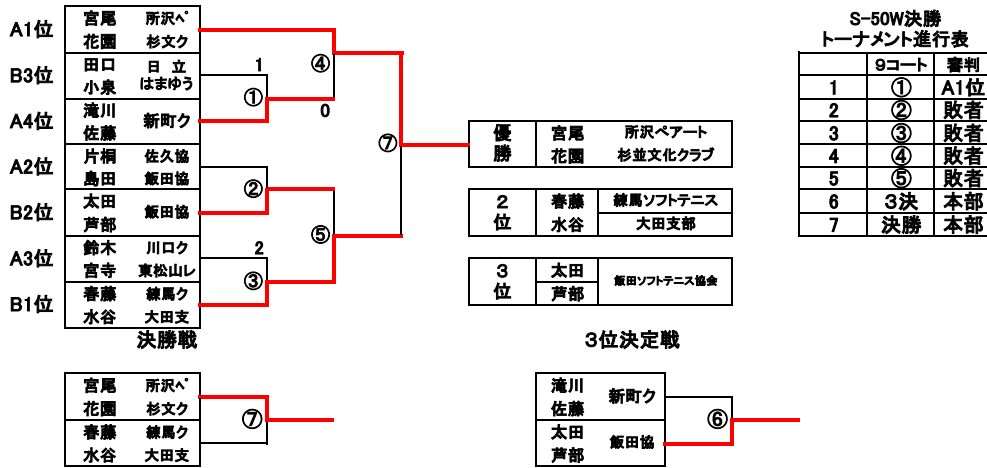 A1位 宮尾 所沢ペ
花園 杉文ク
B3位 田口 日立
小泉 はまゆう
A4位 滝川 新町ク
佐藤
A2位 片桐 佐久協
島田 飯田協
B2位 太田 飯田協
芦部
A3位 鈴木 川口ク
宮寺 東松山レ
B1位 春藤 練馬ク
水谷 大田支
1
①
④
0
②
⑤
2
③
⑦
優勝 宮尾 所沢ペアート
花園 杉並文化クラブ
2位 春藤 練馬ソフトテニス
水谷 大田支部
3位 太田 飯田ソフトテニス協会
芦部
S-50W決勝
トーナメント進行表
9コート 審判
1 ① A1位
2 ② 敗者
3 ③ 敗者
4 ④ 敗者
5 ⑤ 敗者
6 3決 本部
7 決勝 本部
決勝戦
宮尾 所沢ペ
花園 杉文ク
春藤 練馬ク
水谷 大田支
⑦
3位決定戦
滝川 新町ク
佐藤
太田 飯田協
芦部
⑥